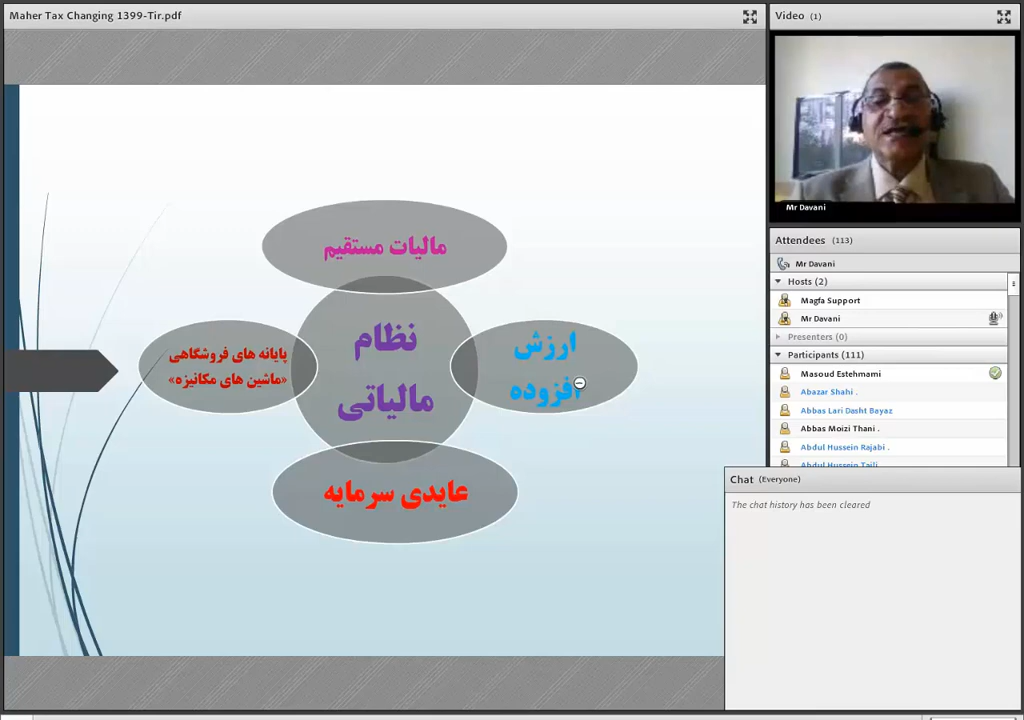 Maher Tax Changing 1399-Tir.pdf
مالیات مستقیم
نظام
مالیاتی
پایانه های فروشگاهی
«ماشین های مکانیزه»
ارزش
افزوده
عایدی سرمایه
Video (1)
Mr Davani
Attendees (113)
Mr Davani
Hosts (2)
Magfa Support
Mr Davani
Presenters (0)
Participants (111)
Masoud Estehmami
Abazar Shahi .
Abbas Lari Dasht Bayaz
Abbas Moizi Thani .
Abdul Hussein Rajabi .
Abdul Hussein
Chat (Everyone)
The chat history has been cleared